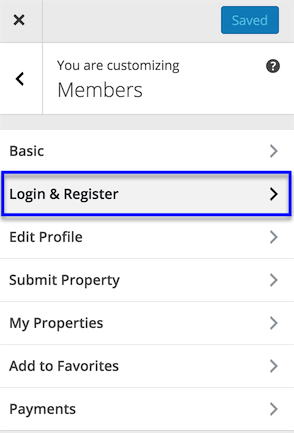 Saved
You are customizing
Members
Basic
Login & Register
Edit Profile
Submit Property
My Properties
Add to Favorites
Payments